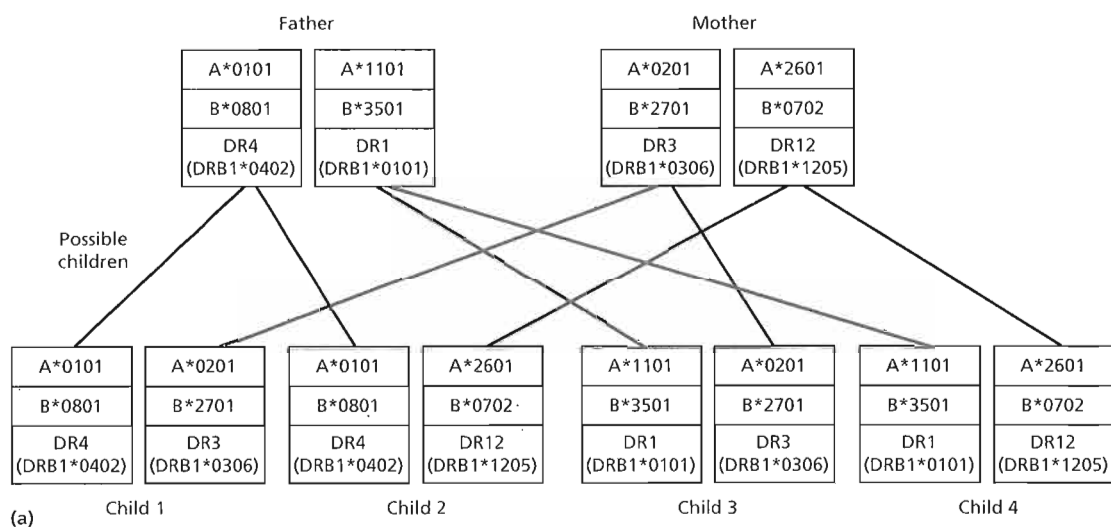 Father
Mother
A*0101
A*1101
A*0201
A*2601
B*0801
B*3501
B*2701
B*0702
DR4
(DRB1*0402)
DR1
(DRB1*0101)
DR3
(DRB1*0306)
DR12
(DRB1*1205)
Possible
children
A*0101
A*0201
A*0101
A*2601
A*1101
A*0201
A*1101
A*2601
B*0801
B*2701
B*0801
B*0702
B*3501
B*2701
B*3501
B*0702
DR4
(DRB1*0402)
DR3
(DRB1*0306)
DR4
(DRB1*0402)
DR12
(DRB1*1205)
DR1
(DRB1*0101)
DR3
(DRB1*0306)
DR1
(DRB1*0101)
DR12
(DRB1*1205)
Child 1
Child 2
Child 3
Child 4
(a)